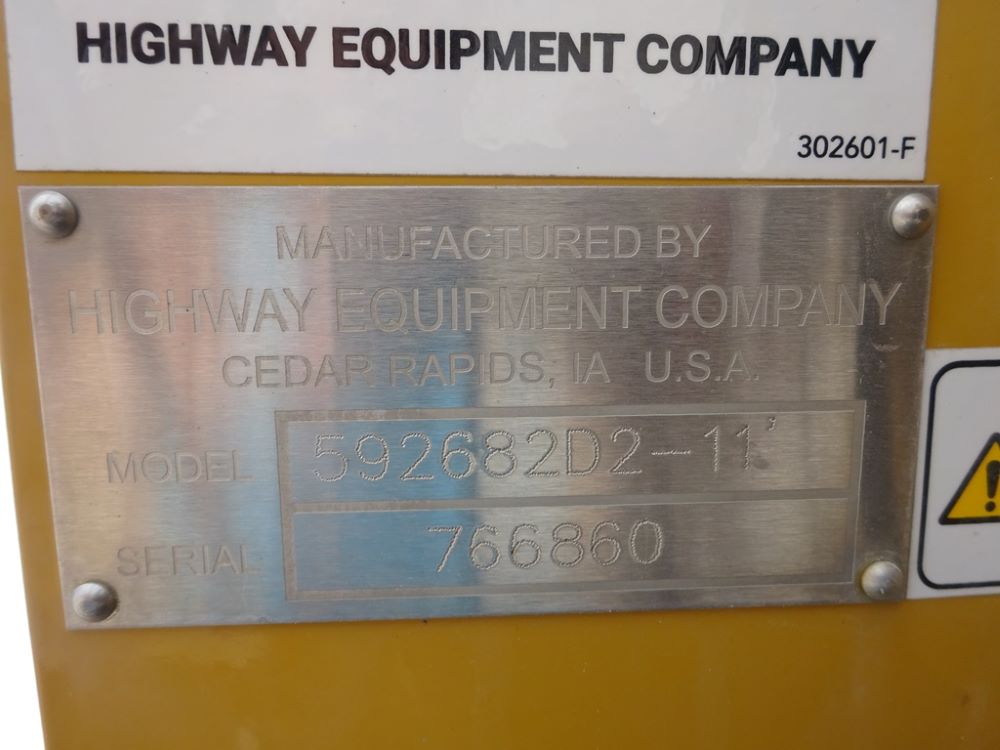 HIGHWAY EQUIPMENT COMPANY
302601-F
MANUFACTURED BY
HIGHWAY EQUIPMENT COMPANY
CEDAR RAPIDS, IA U.S.A.
MODEL 592682D2-11'
SERIAL 766860